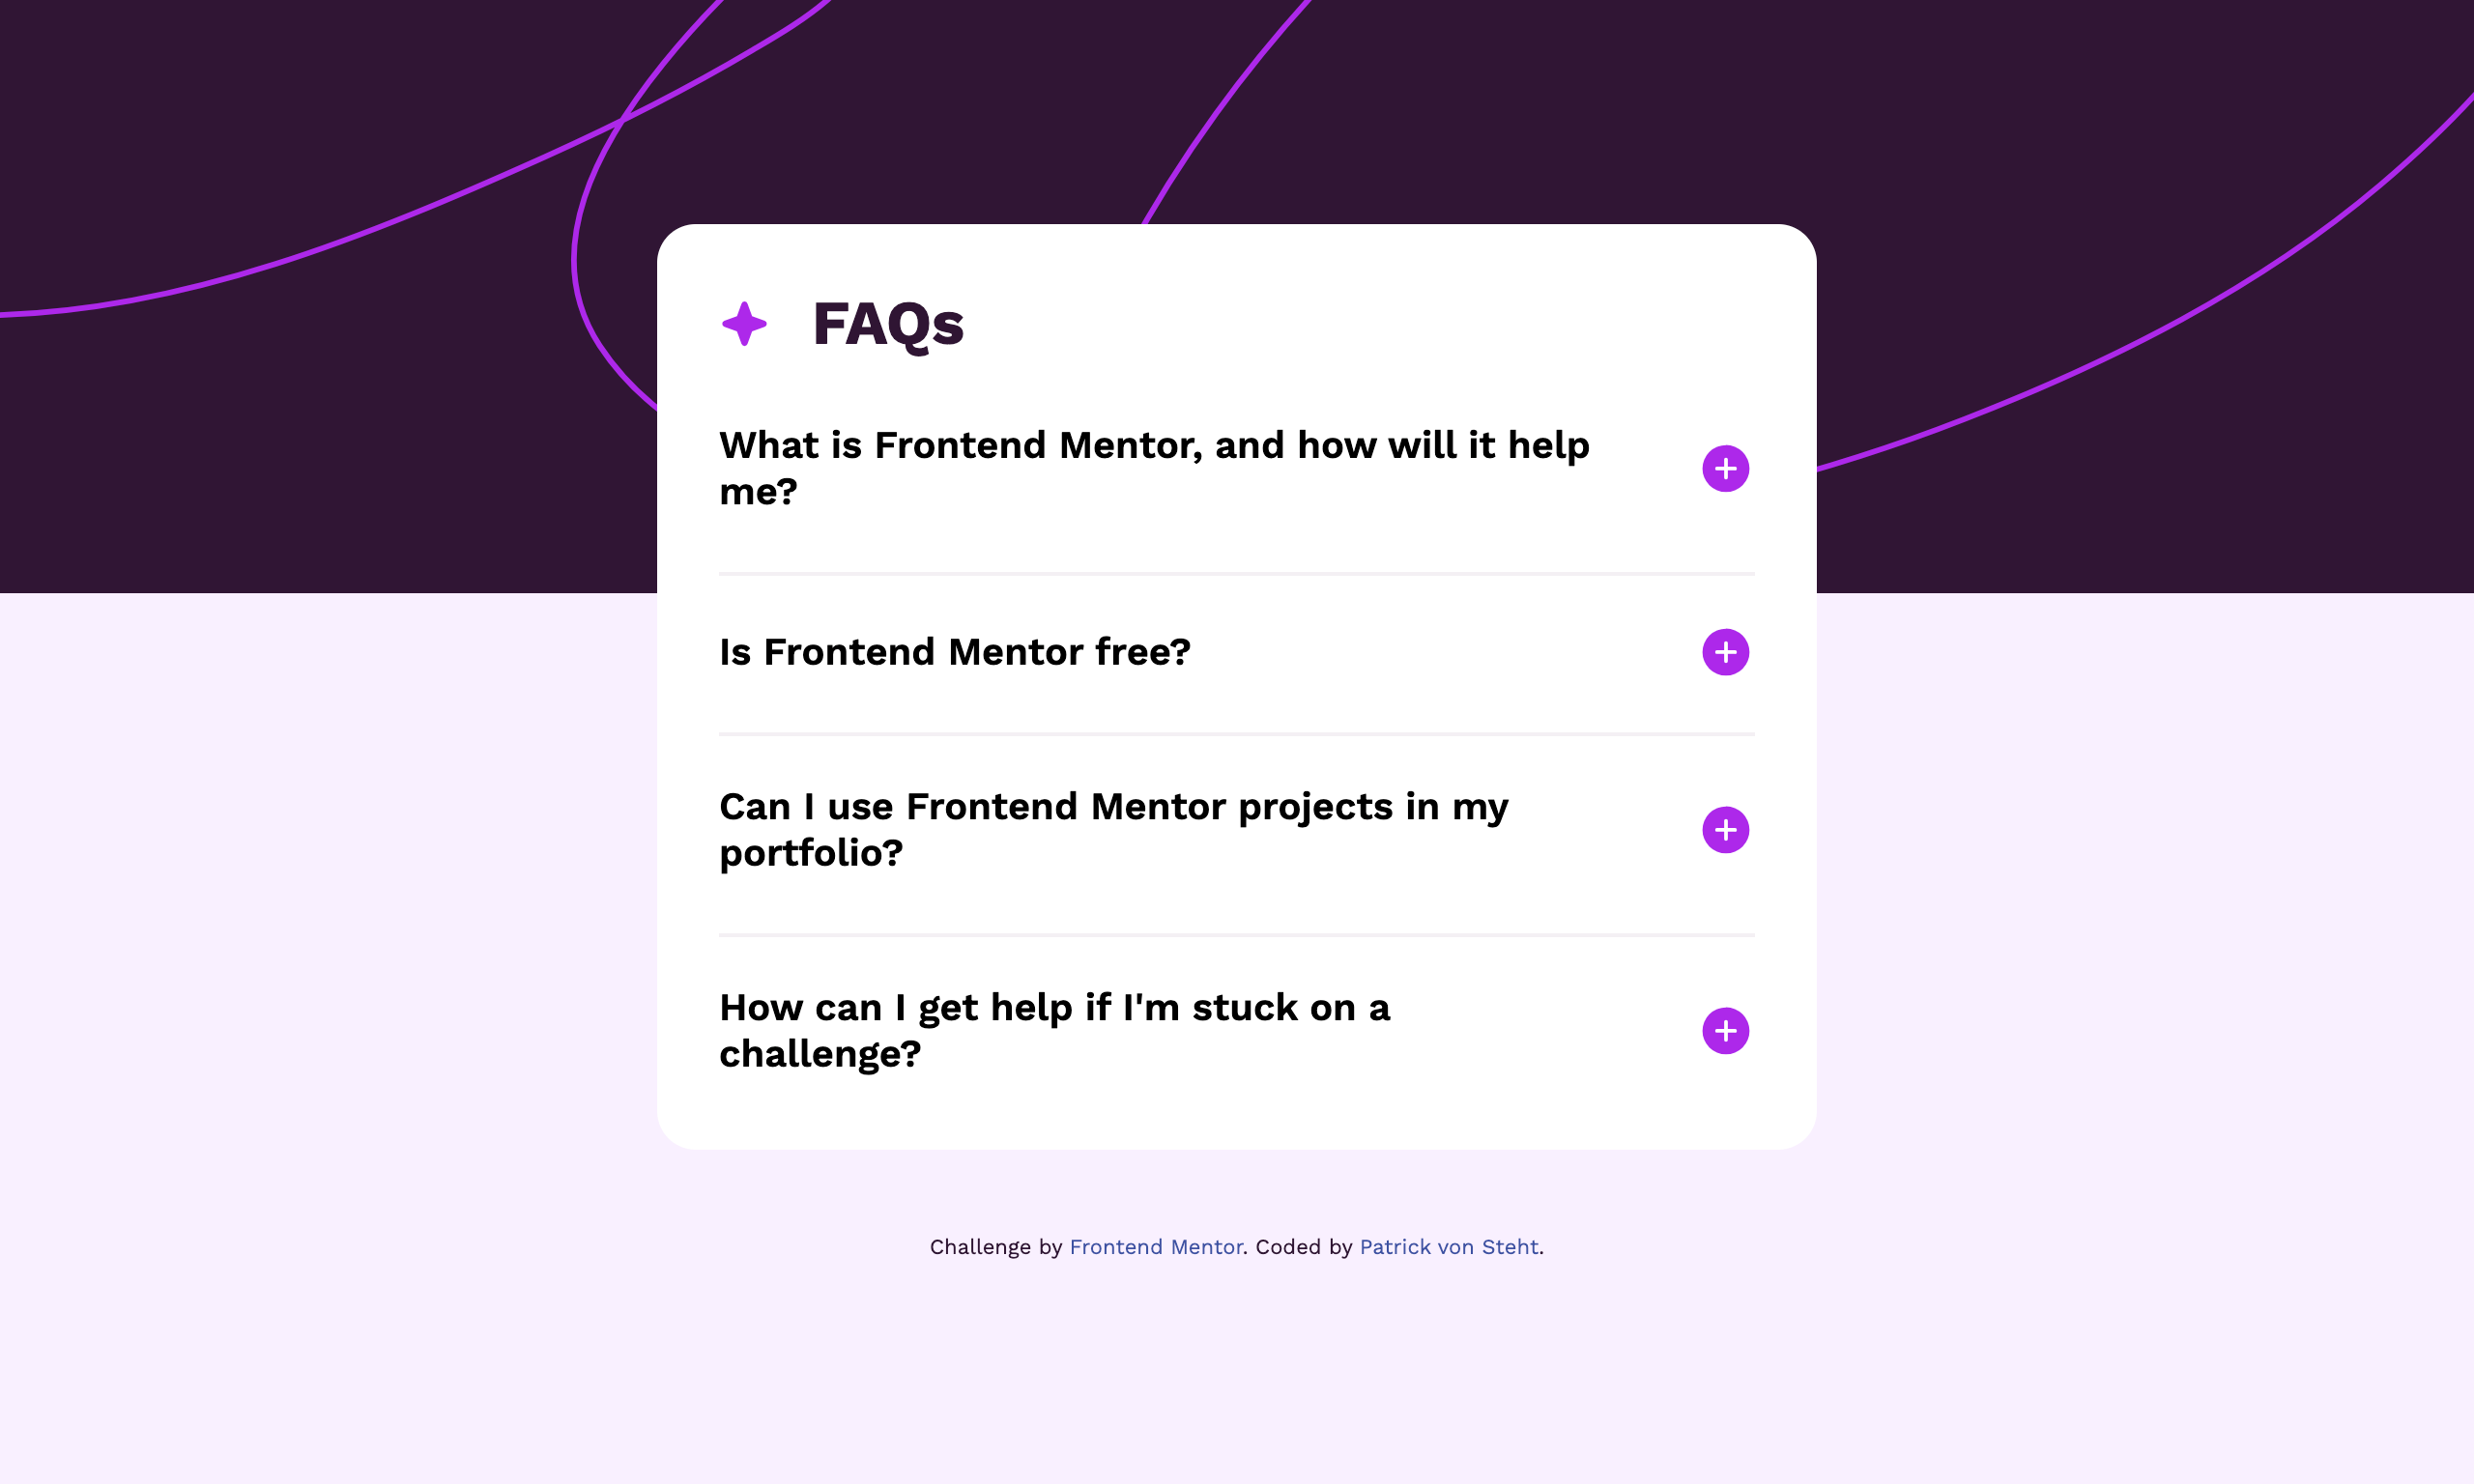 FAQs
What is Frontend Mentor, and how will it help
me?
Is Frontend Mentor free?
Can I use Frontend Mentor projects in my
portfolio?
How can I get help if I'm stuck on a
challenge?
Challenge by Frontend Mentor. Coded by Patrick von Steht.